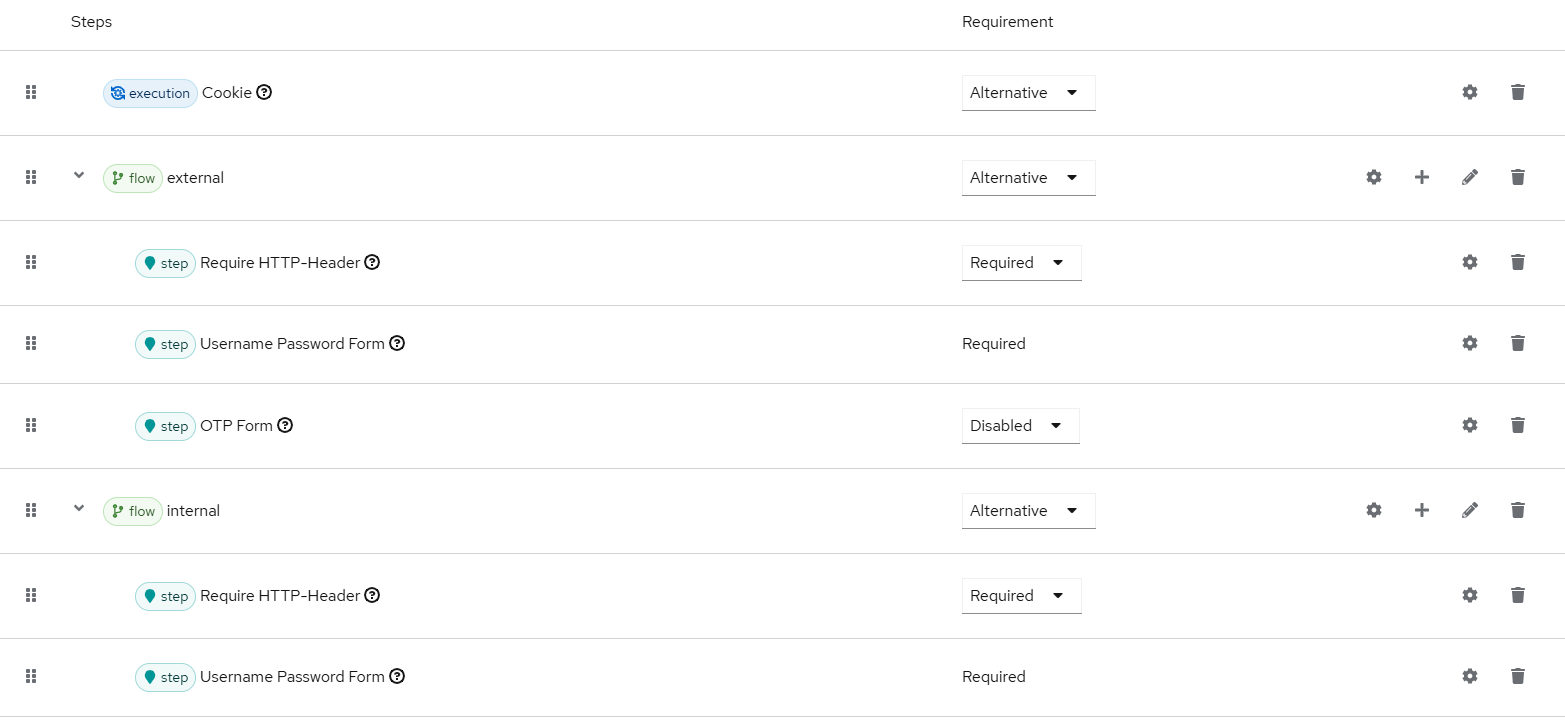 Steps Requirement
execution Cookie Alternative
flow external Alternative
step Require HTTP-Header Required
step Username Password Form Required
step OTP Form Disabled
flow internal Alternative
step Require HTTP-Header Required
step Username Password Form Required